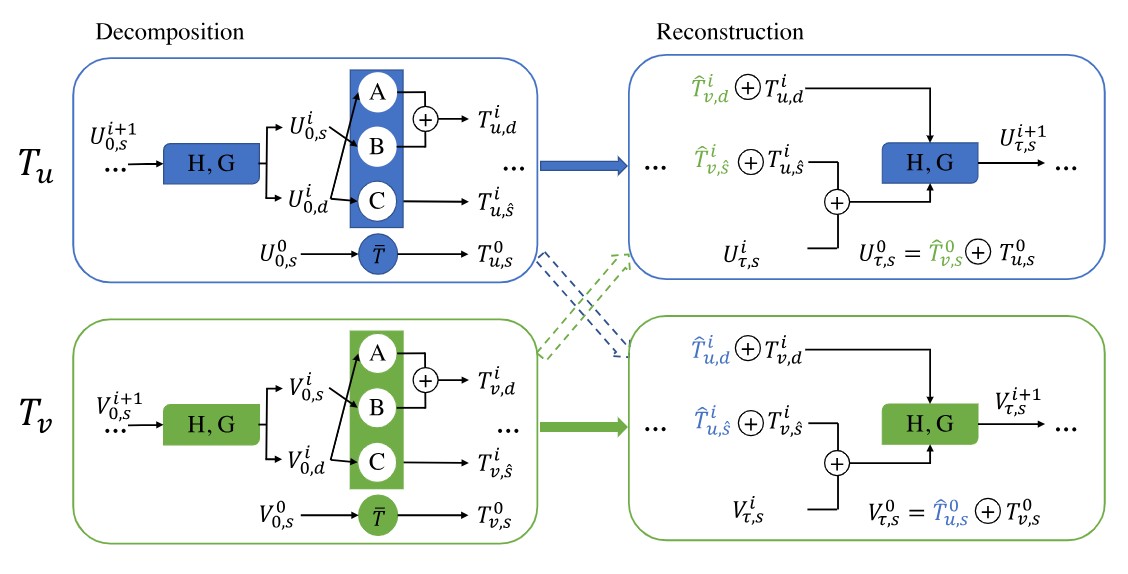 Decomposition
Reconstruction
T_u
U_{0,s}^{i+1}
...
H, G
U_{0,s}^{i}
U_{0,d}^{i}
A
B
C
+
T_{u,d}^{i}
...
T_{u,ŝ}^{i}
U_{0,s}^{0}
T̄
T_{u,s}^{0}
...
T̂_{v,d}^{i} ⊕ T_{u,d}^{i}
T̂_{v,ŝ}^{i} ⊕ T_{u,ŝ}^{i}
+
U_{τ,s}^{i}
H, G
U_{τ,s}^{i+1}
...
U_{τ,s}^{0} = T̂_{v,s}^{0} ⊕ T_{u,s}^{0}
T_v
V_{0,s}^{i+1}
...
H, G
V_{0,s}^{i}
V_{0,d}^{i}
A
B
C
+
T_{v,d}^{i}
...
T_{v,ŝ}^{i}
V_{0,s}^{0}
T̄
T_{v,s}^{0}
...
T̂_{u,d}^{i} ⊕ T_{v,d}^{i}
T̂_{u,ŝ}^{i} ⊕ T_{v,ŝ}^{i}
+
V_{τ,s}^{i}
H, G
V_{τ,s}^{i+1}
...
V_{τ,s}^{0} = T̂_{u,s}^{0} ⊕ T_{v,s}^{0}